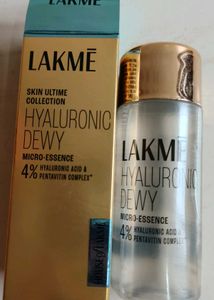 LAKMĒ
SKIN ULTIME
COLLECTION
HYALURONIC
DEWY
MICRO-ESSENCE
4% HYALURONIC ACID &
PENTAVITIN COMPLEX*
LAKMĒ
HYALURONIC
DEWY
MICRO-ESSENCE
4% HYALURONIC ACID &
PENTAVITIN COMPLEX*